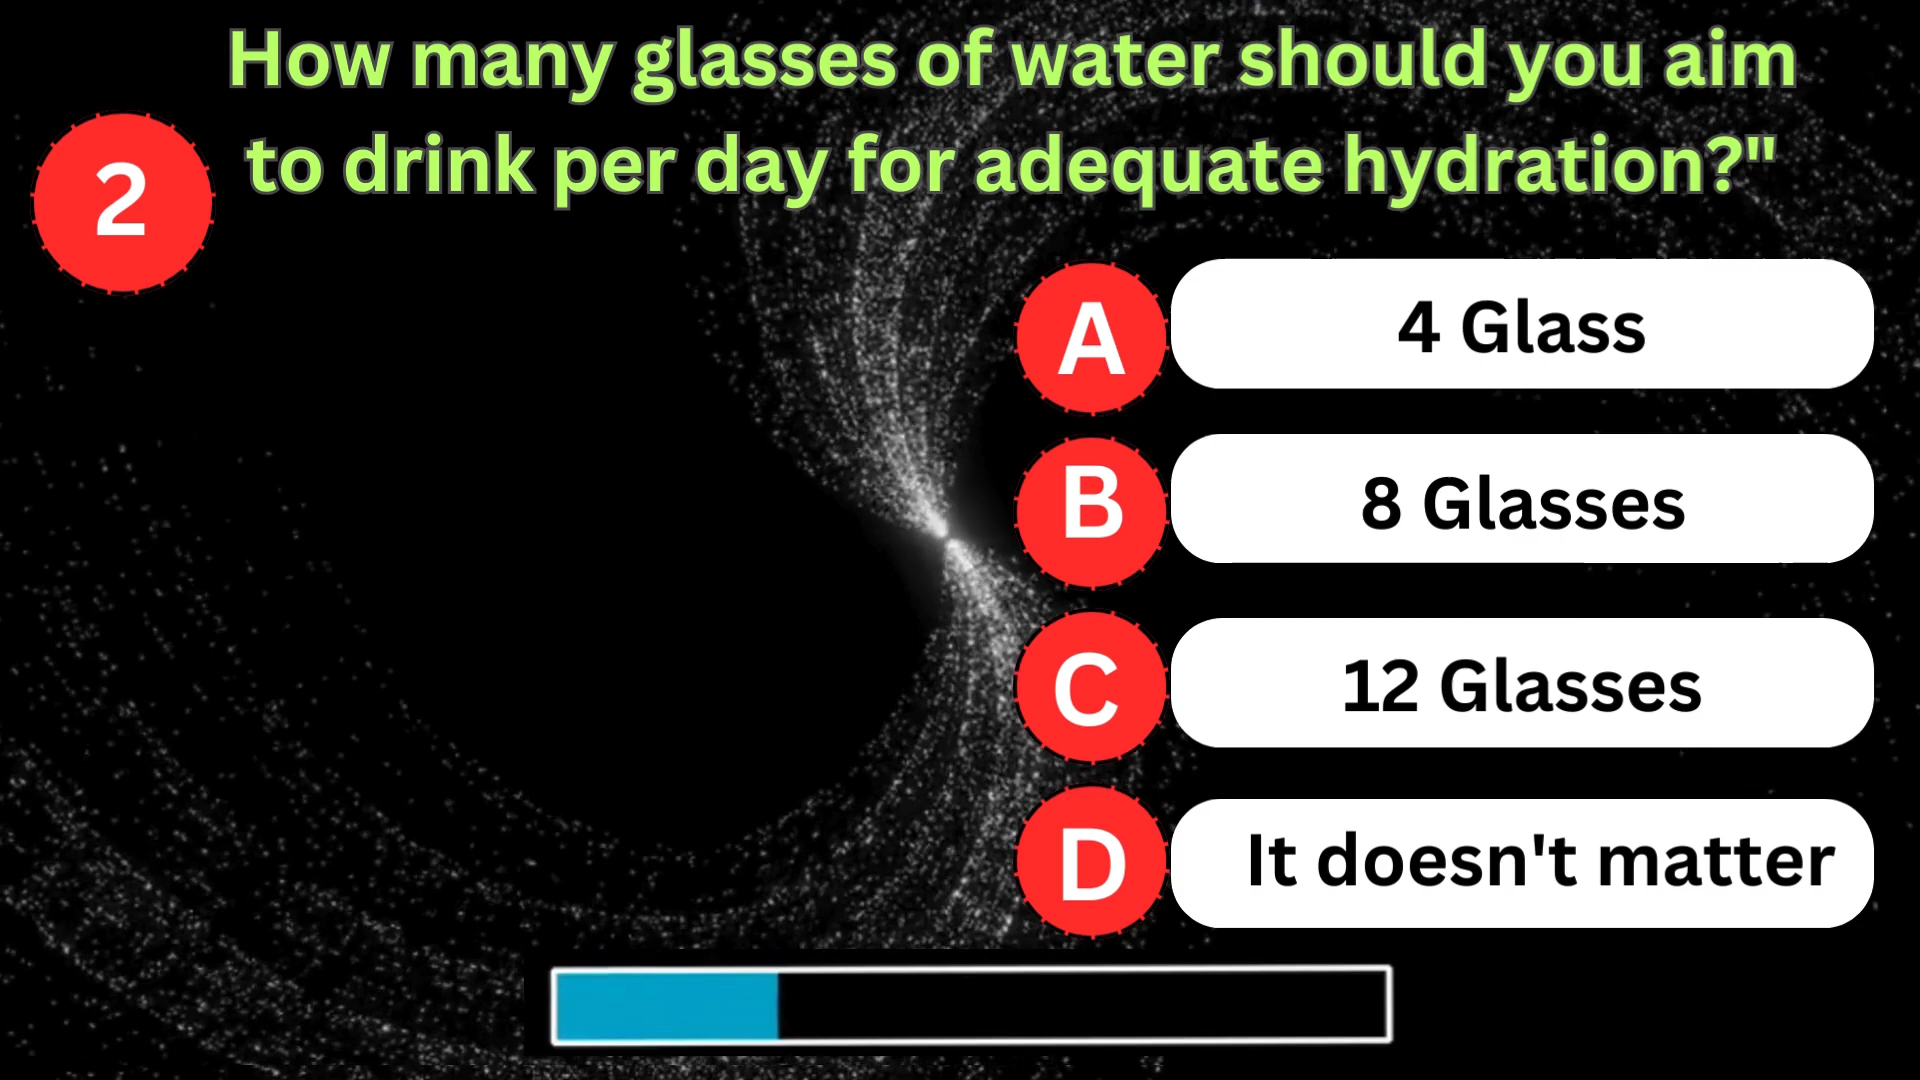 How many glasses of water should you aim
to drink per day for adequate hydration?"
2
A
4 Glass
B
8 Glasses
C
12 Glasses
D
It doesn't matter